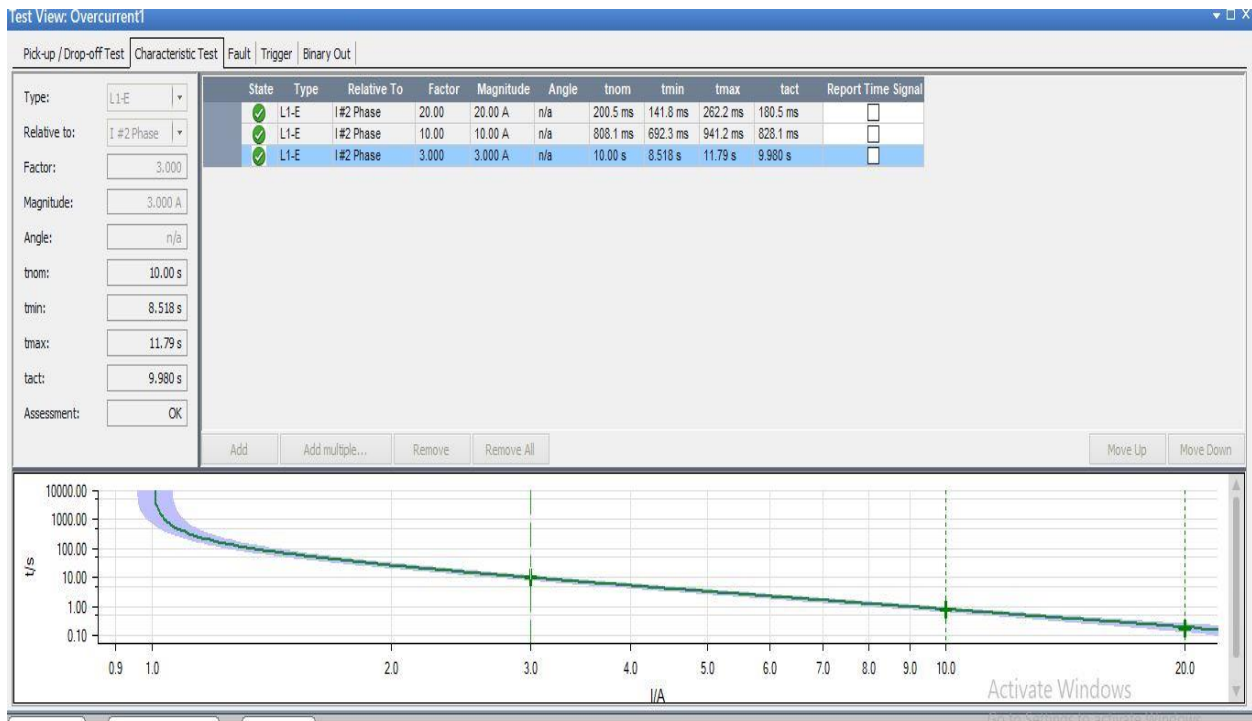 Test View: Overcurrent1
Pick-up / Drop-off Test Characteristic Test Fault Trigger Binary Out
Type: L1-E
Relative to: I #2 Phase
Factor: 3.000
Magnitude: 3.000 A
Angle: n/a
tnom: 10.00 s
tmin: 8.518 s
tmax: 11.79 s
tact: 9.980 s
Assessment: OK
State Type Relative To Factor Magnitude Angle tnom tmin tmax tact Report Time Signal
L1-E I #2 Phase 20.00 20.00 A n/a 200.5 ms 141.8 ms 262.2 ms 180.5 ms
L1-E I #2 Phase 10.00 10.00 A n/a 808.1 ms 692.3 ms 941.2 ms 828.1 ms
L1-E I #2 Phase 3.000 3.000 A n/a 10.00 s 8.518 s 11.79 s 9.980 s
Add Add multiple... Remove Remove All Move Up Move Down
t/s
10000.00
1000.00
100.00
10.00
1.00
0.10
0.9 1.0 2.0 3.0 4.0 5.0 6.0 7.0 8.0 9.0 10.0 20.0
I/A
Activate Windows
Go to Settings to activate Windows.